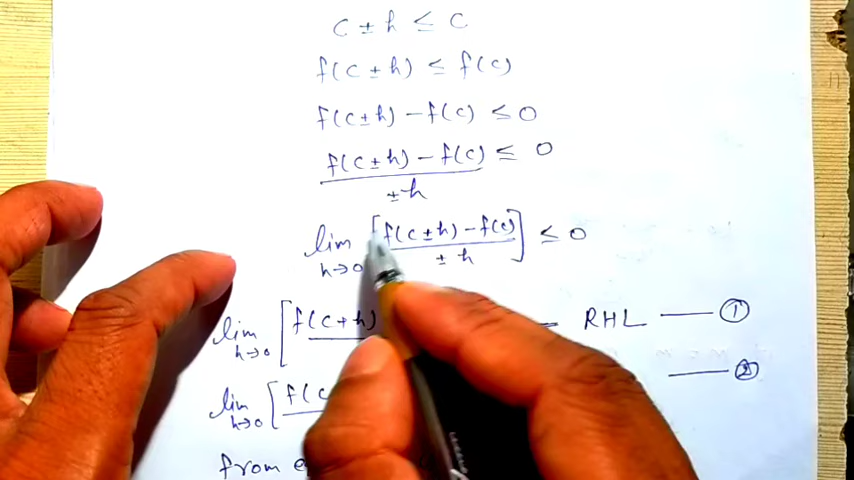 c ± h ≤ c
f(c ± h) ≤ f(c)
f(c ± h) − f(c) ≤ 0
f(c ± h) − f(c) / ± h ≤ 0
lim h→0 [f(c ± h) − f(c) / ± h] ≤ 0
lim h→0 [f(c + h) = RHL —— ①
lim h→0 [f(c —— ②
from